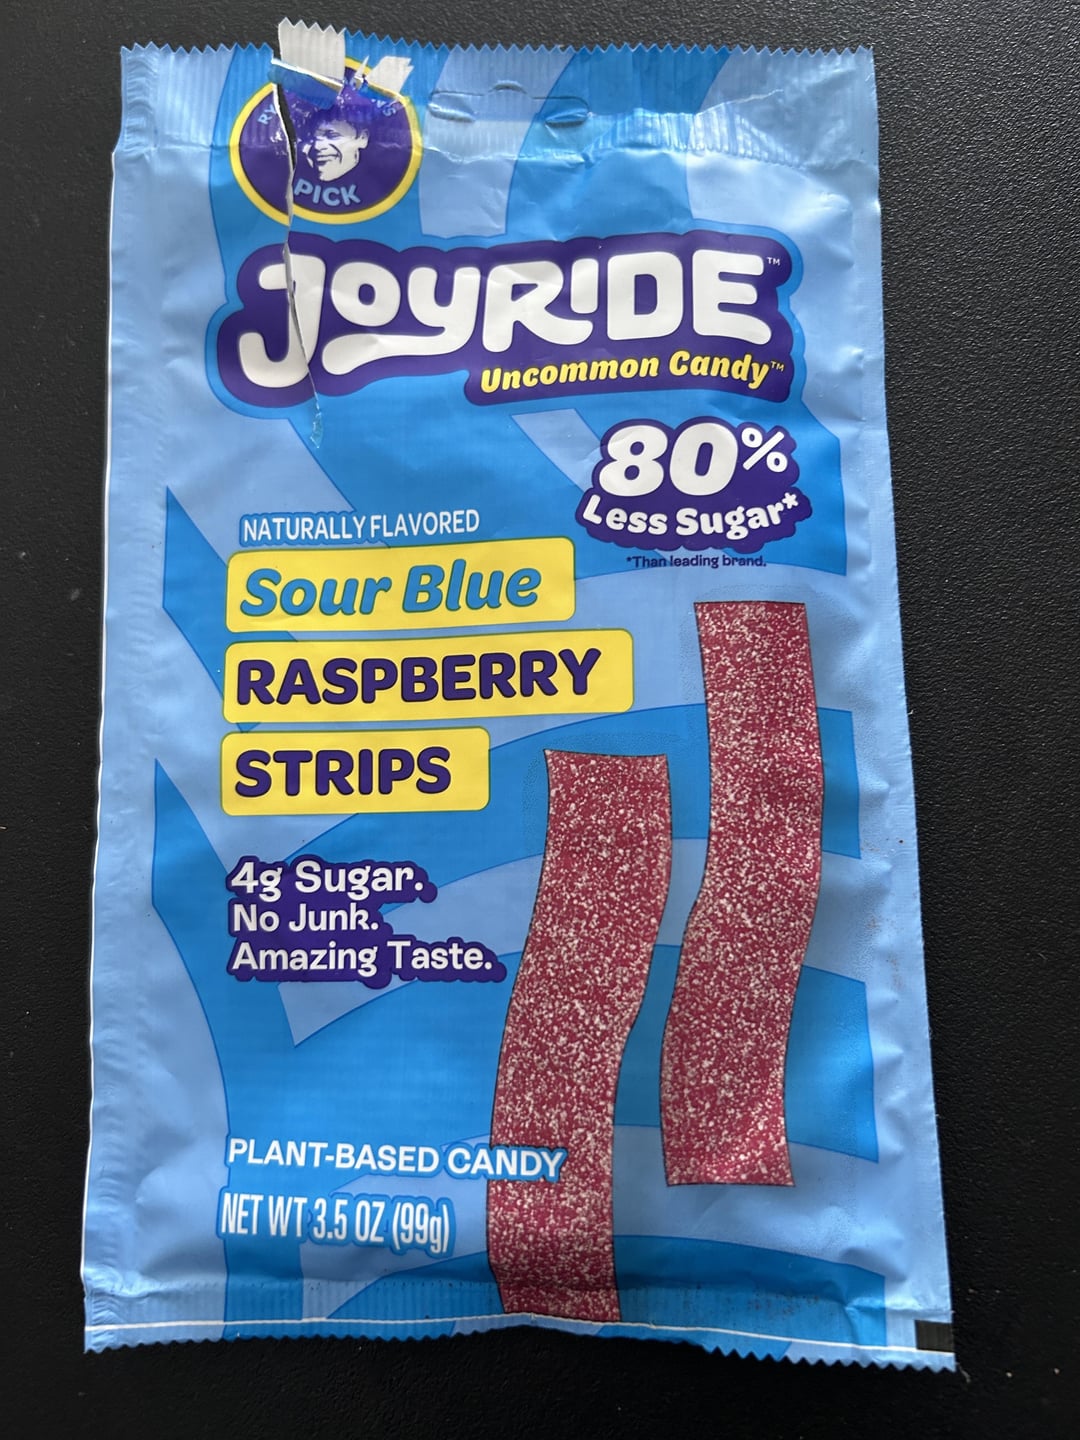 PICK
JOYRIDE™
Uncommon Candy™
80%
Less Sugar*
*Than leading brand.
NATURALLY FLAVORED
Sour Blue
RASPBERRY
STRIPS
4g Sugar.
No Junk.
Amazing Taste.
PLANT-BASED CANDY
NET WT 3.5 OZ (99g)